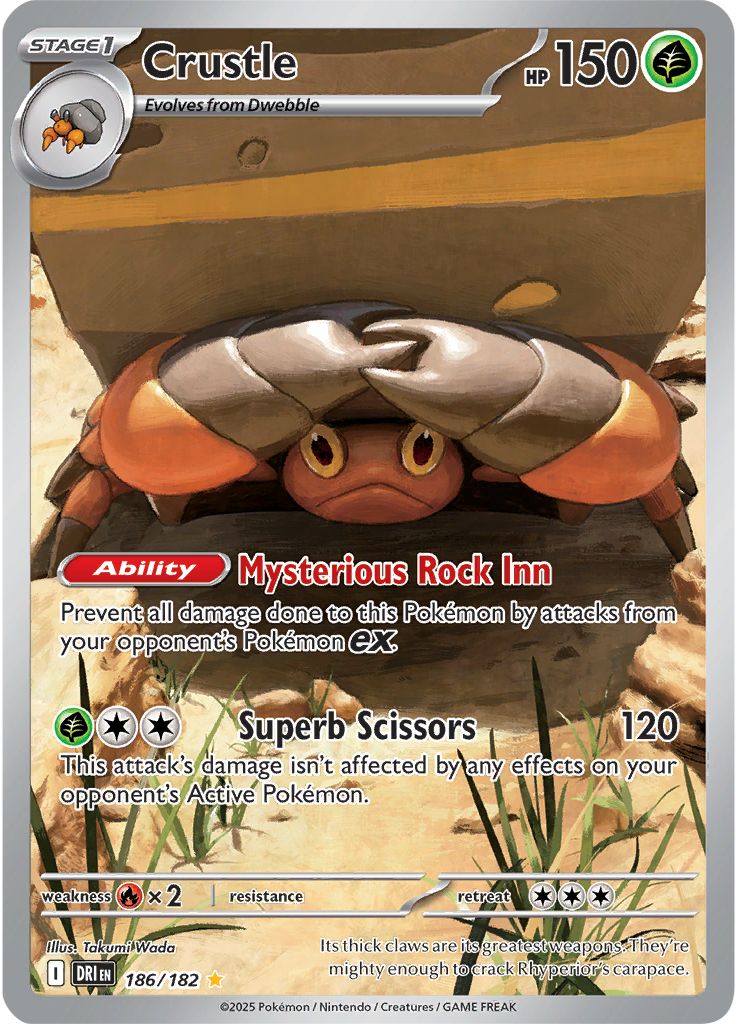 STAGE1
Crustle
HP 150
Evolves from Dwebble
Ability Mysterious Rock Inn
Prevent all damage done to this Pokémon by attacks from
your opponent's Pokémon ex.
Superb Scissors 120
This attack's damage isn't affected by any effects on your
opponent's Active Pokémon.
weakness ×2 resistance retreat
Illus. Takumi Wada
I DRI EN 186/182
Its thick claws are its greatest weapons. They're
mighty enough to crack Rhyperior's carapace.
©2025 Pokémon / Nintendo / Creatures / GAME FREAK